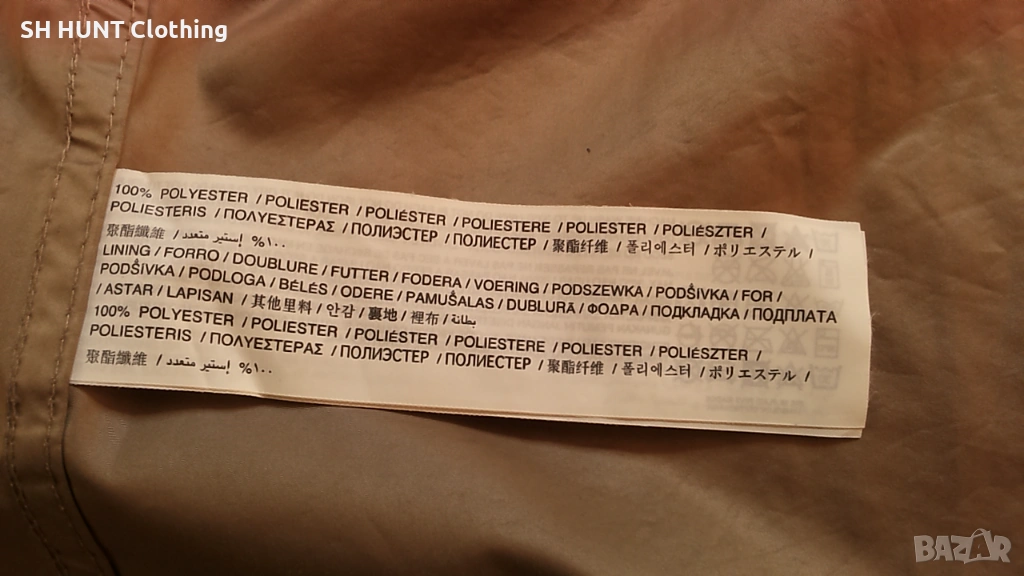 SH HUNT Clothing
100% POLYESTER / POLIESTER / POLIÉSTER / POLIESTERE / POLIESTER / POLIÉSZTER /
POLIESTERIS / ΠΟΛΥΕΣΤΕΡΑΣ / ПОЛИЭСТЕР / ПОЛИЕСТЕР / 聚酯纤维 / 폴리에스터 / ポリエステル /
聚酯纖維 / ١٠٠% إستير متعدد /
LINING / FORRO / DOUBLURE / FUTTER / FODERA / VOERING / PODSZEWKA / PODŠIVKA / FOR /
PODŠÍVKA / PODLOGA / BÉLÉS / ODERE / PAMUŠALAS / DUBLURĂ / ΦΟΔΡΑ / ПОДКЛАДКА / ПОДПЛАТА
/ ASTAR / LAPISAN / 其他里料 / 안감 / 裏地 / 裡布 / بطانة
100% POLYESTER / POLIESTER / POLIÉSTER / POLIESTERE / POLIESTER / POLIÉSZTER /
POLIESTERIS / ΠΟΛΥΕΣΤΕΡΑΣ / ПОЛИЭСТЕР / ПОЛИЕСТЕР / 聚酯纤维 / 폴리에스터 / ポリエステル /
聚酯纖維 / ١٠٠% إستير متعدد /
BAZAR